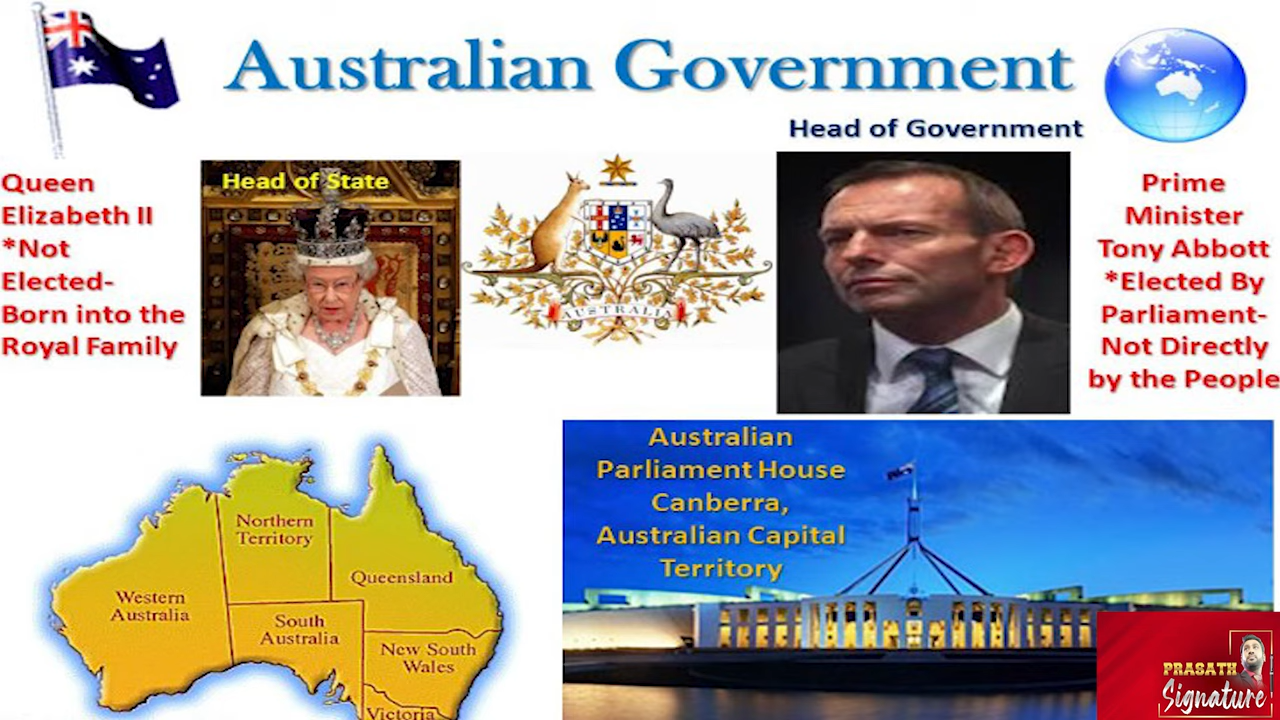 Australian Government
Head of Government
Queen
Elizabeth II
*Not
Elected-
Born into the
Royal Family
Head of State
AUSTRALIA
Prime
Minister
Tony Abbott
*Elected By
Parliament-
Not Directly
by the People
Northern
Territory
Queensland
Western
Australia
South
Australia
New South
Wales
Victoria
Australian
Parliament House
Canberra,
Australian Capital
Territory
PRASATH
Signature